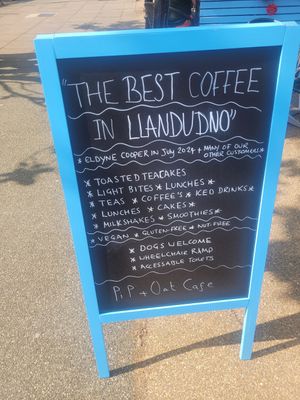 "THE BEST COFFEE
IN LLANDUDNO"
* ELDYNE COOPER IN July 2024 + MANY OF OUR
OTHER CUSTOMERS *
* TOASTED TEACAKES
* LIGHT BITES * LUNCHES *
* TEAS * COFFEE'S * ICED DRINKS *
* LUNCHES * CAKES *
* MILKSHAKES * SMOOTHIES *
* VEGAN * GLUTEN-FREE * NUT-FREE
* DOGS WELCOME
* WHEELCHAIR RAMP
* ACCESSABLE TOILETS
PiP + Oat Cafe